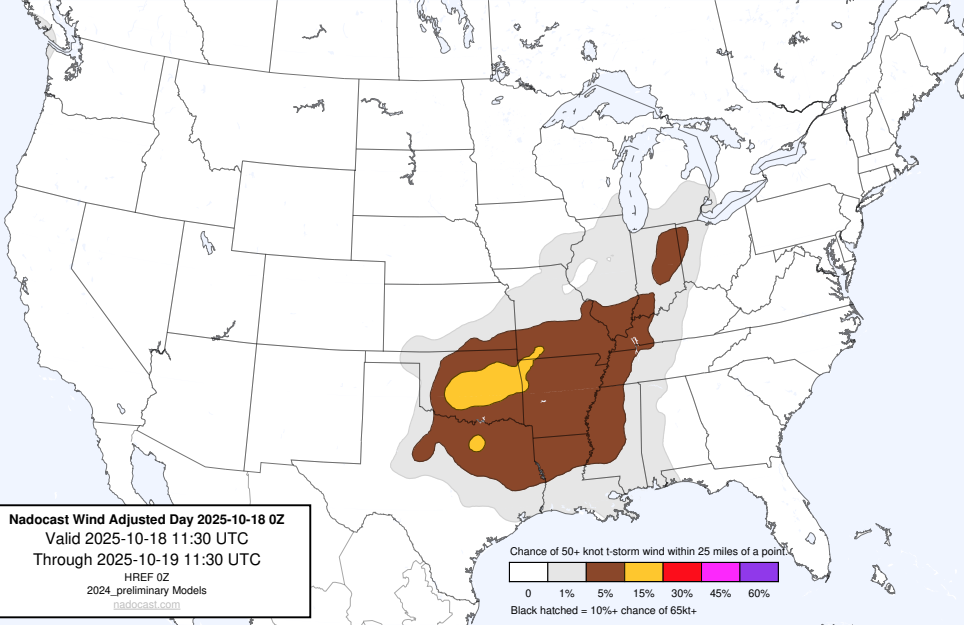 Nadocast Wind Adjusted Day 2025-10-18 0Z
Valid 2025-10-18 11:30 UTC
Through 2025-10-19 11:30 UTC
HREF 0Z
2024_preliminary Models
nadocast.com
Chance of 50+ knot t-storm wind within 25 miles of a point.
0 1% 5% 15% 30% 45% 60%
Black hatched = 10%+ chance of 65kt+